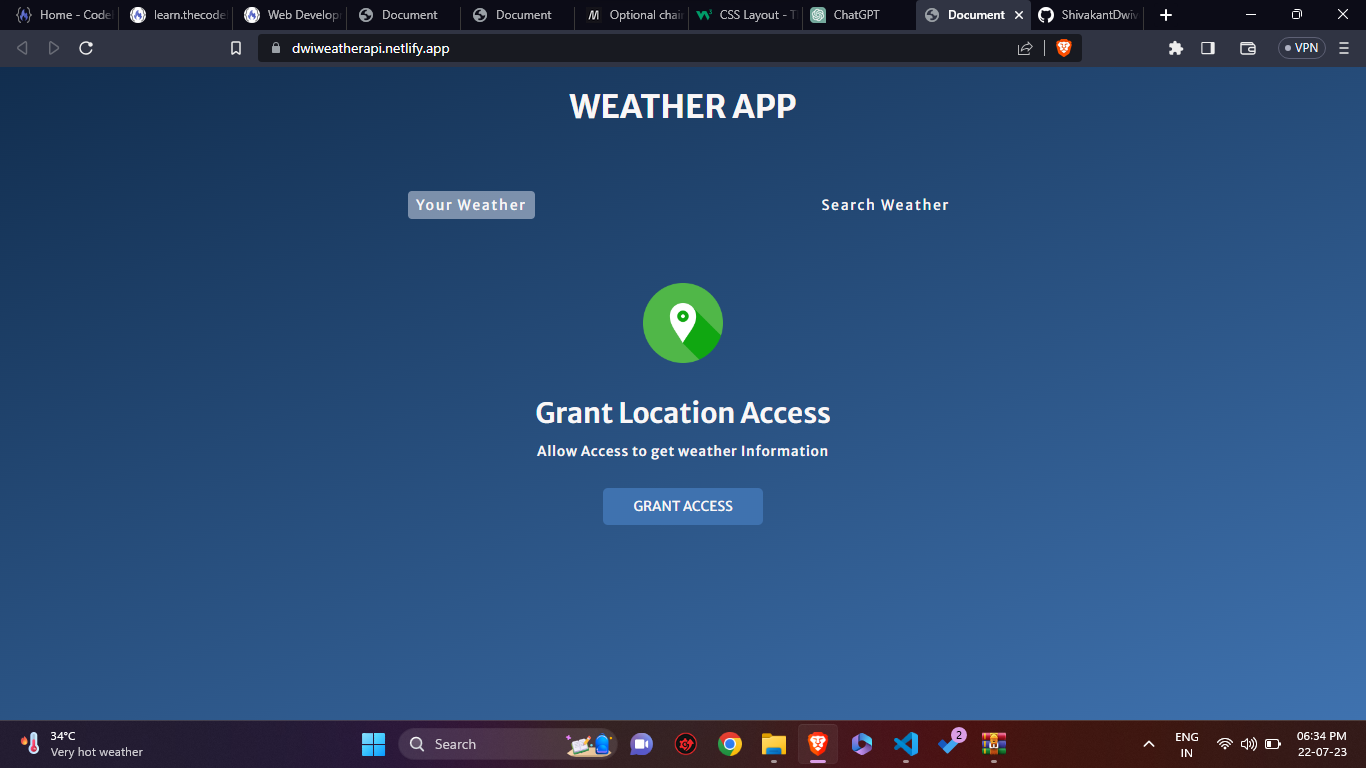 Home - Code
learn.thecode
Web Develop
Document
Document
Optional chain
CSS Layout - T
ChatGPT
Document
ShivakantDwiv
dwiweatherapi.netlify.app
VPN
WEATHER APP
Your Weather
Search Weather
Grant Location Access
Allow Access to get weather Information
GRANT ACCESS
34°C
Very hot weather
Search
2
ENG
IN
06:34 PM
22-07-23